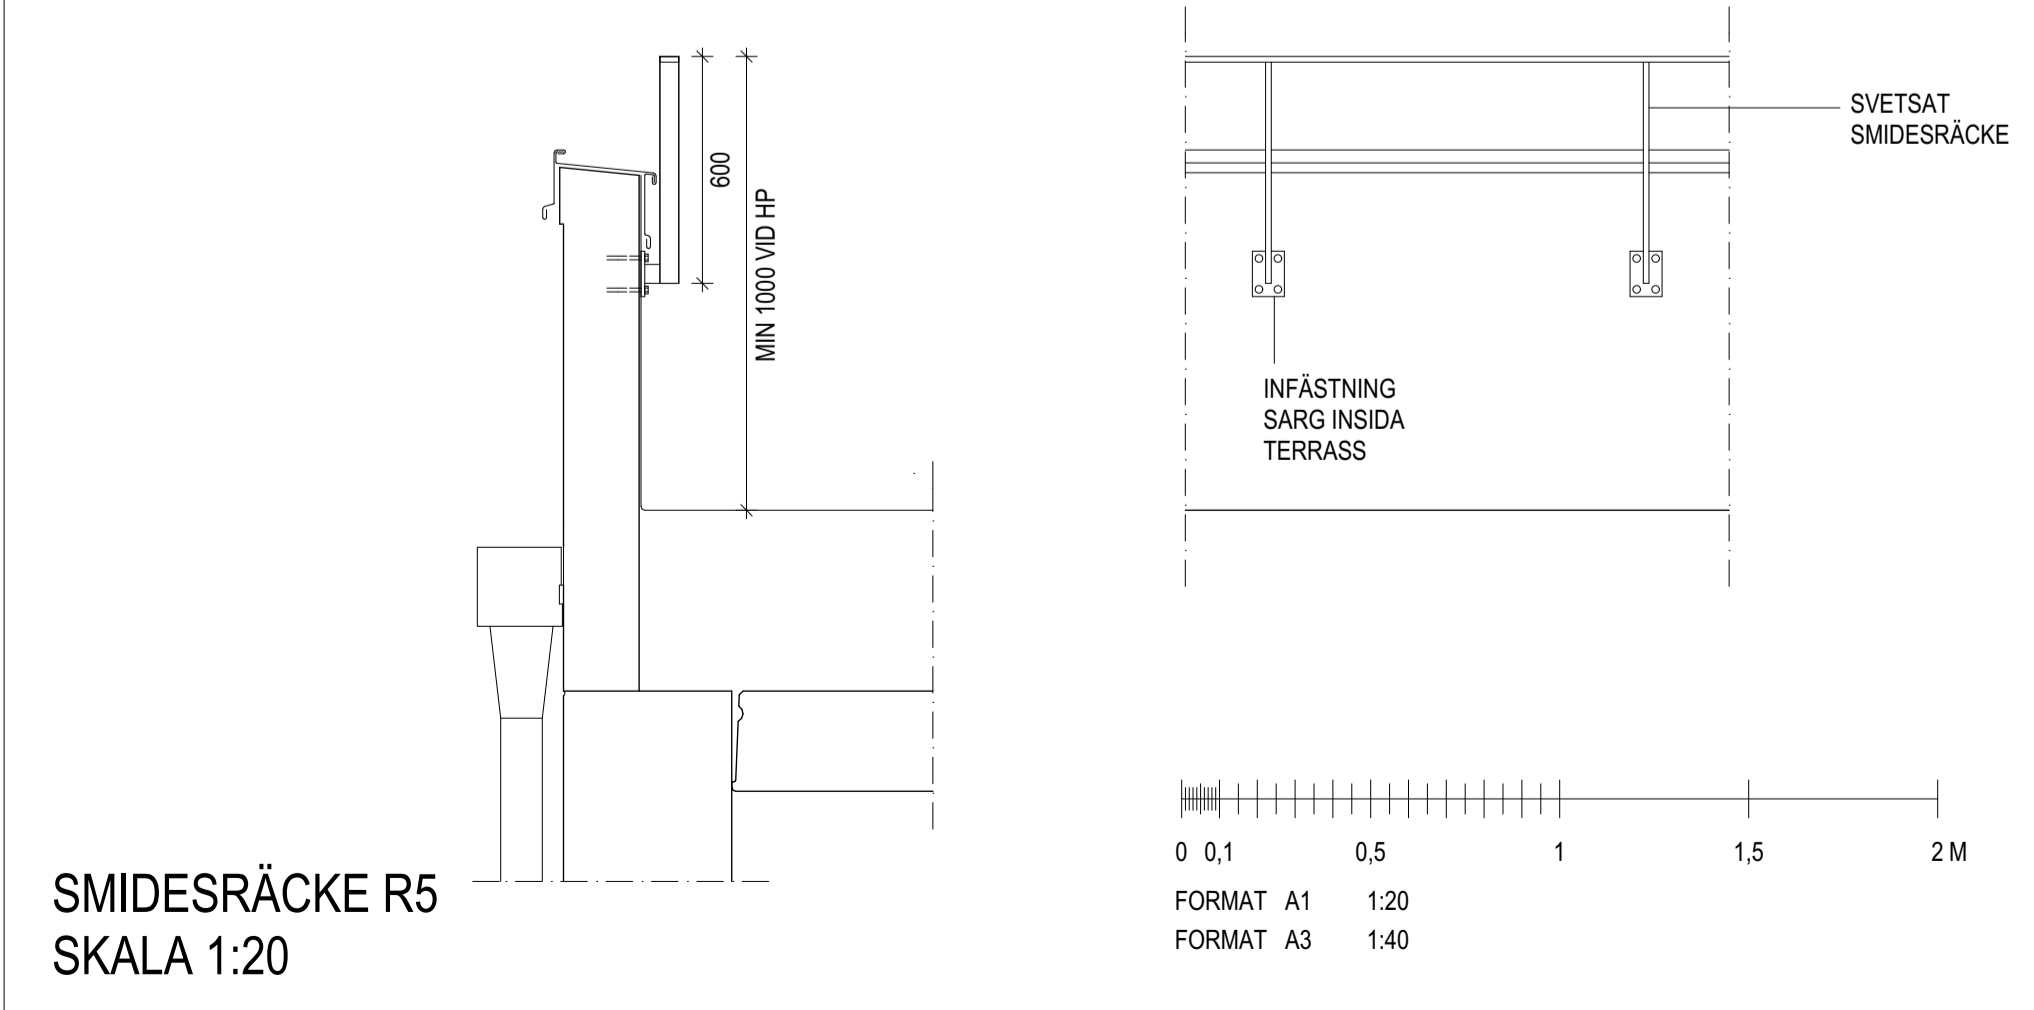 600
MIN 1000 VID HP
SVETSAT
SMIDESRÄCKE
INFÄSTNING
SARG INSIDA
TERRASS
0 0,1 0,5 1 1,5 2 M
FORMAT A1 1:20
FORMAT A3 1:40
SMIDESRÄCKE R5
SKALA 1:20